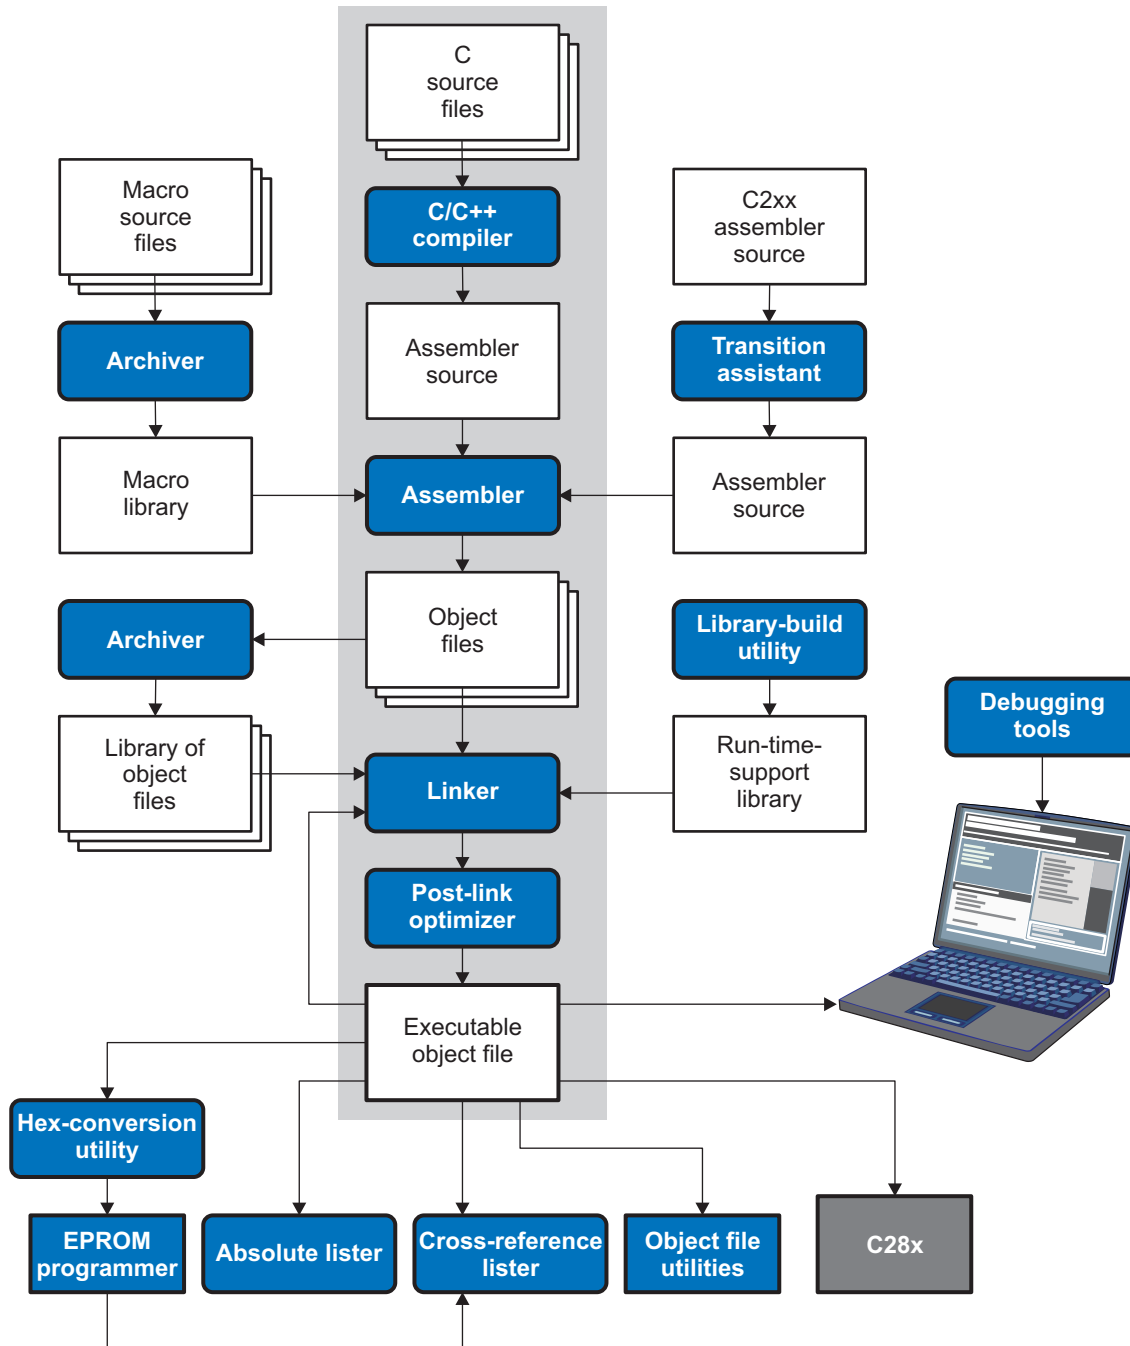 C
source
files
Macro
source
files
C/C++
compiler
C2xx
assembler
source
Archiver
Assembler
source
Transition
assistant
Macro
library
Assembler
Assembler
source
Archiver
Object
files
Library-build
utility
Debugging
tools
Library of
object
files
Linker
Run-time-
support
library
Post-link
optimizer
Executable
object file
Hex-conversion
utility
EPROM
programmer
Absolute lister
Cross-reference
lister
Object file
utilities
C28x